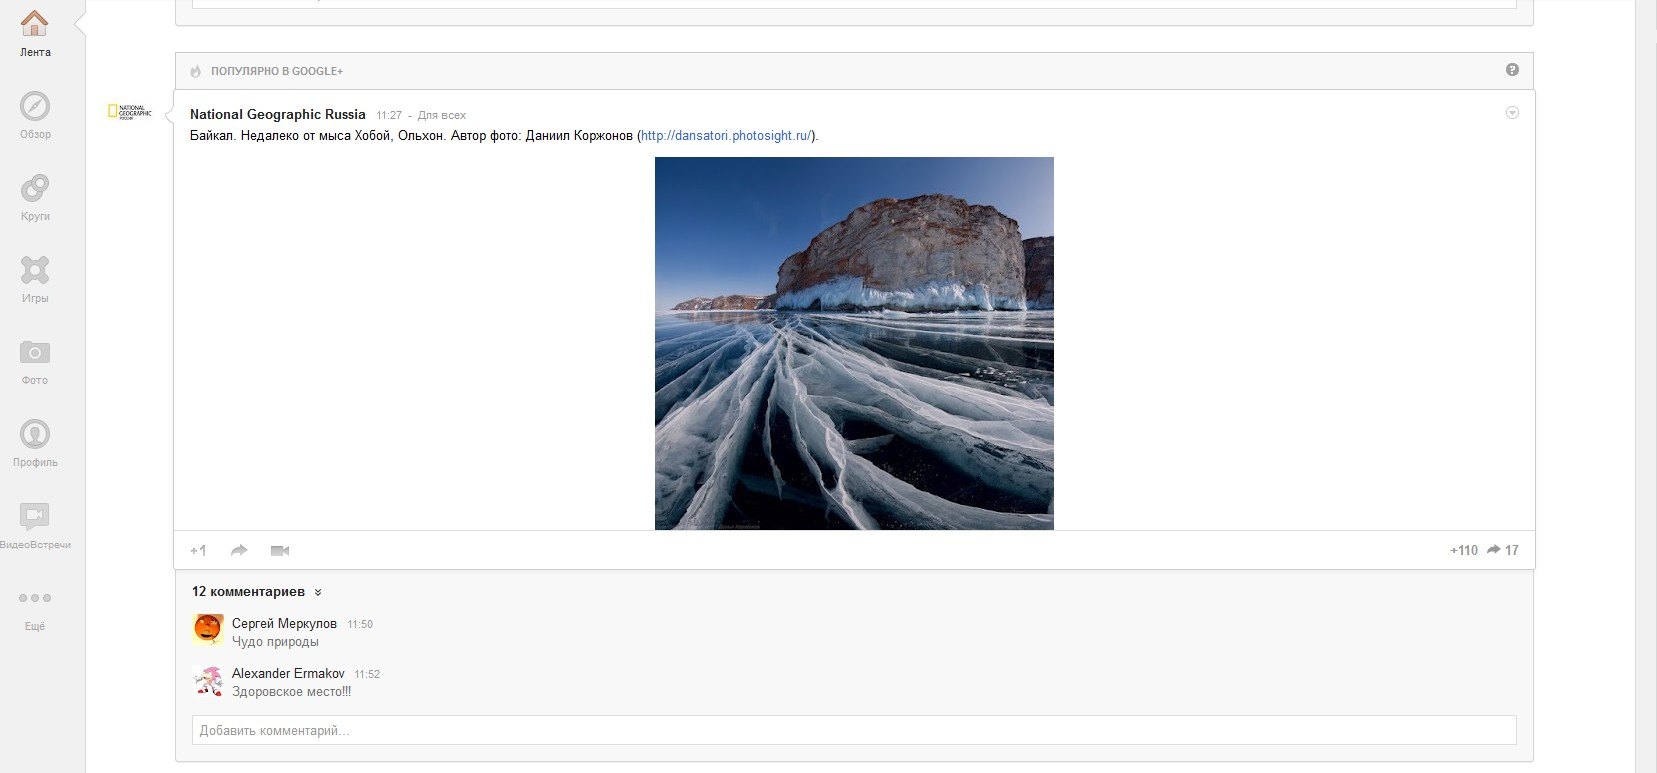 Лента
Обзор
Круги
Игры
Фото
Профиль
ВидеоВстречи
Ещё
ПОПУЛЯРНО В GOOGLE+
?
NATIONAL
GEOGRAPHIC
РОССИЯ
National Geographic Russia 11:27 - Для всех
Байкал. Недалеко от мыса Хобой, Ольхон. Автор фото: Даниил Коржонов (http://dansatori.photosight.ru/).
+1
+110 17
12 комментариев
Сергей Меркулов 11:50
Чудо природы
Alexander Ermakov 11:52
Здоровское место!!!
Добавить комментарий...